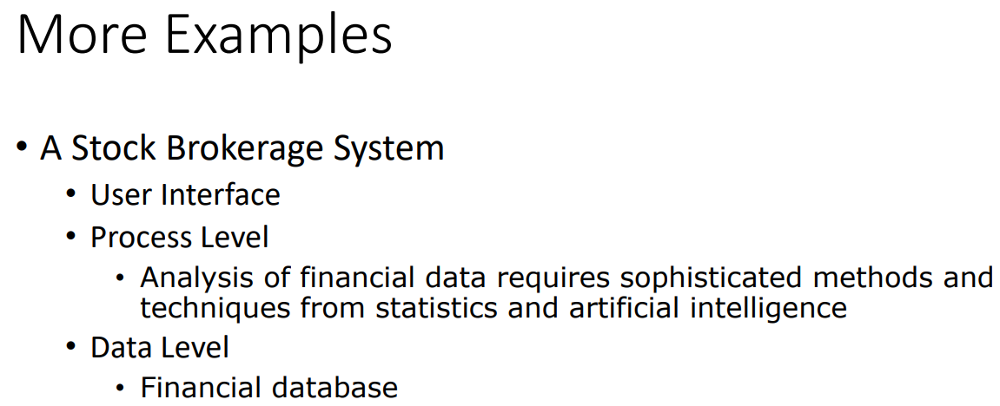 More Examples
• A Stock Brokerage System
• User Interface
• Process Level
• Analysis of financial data requires sophisticated methods and
techniques from statistics and artificial intelligence
• Data Level
• Financial database